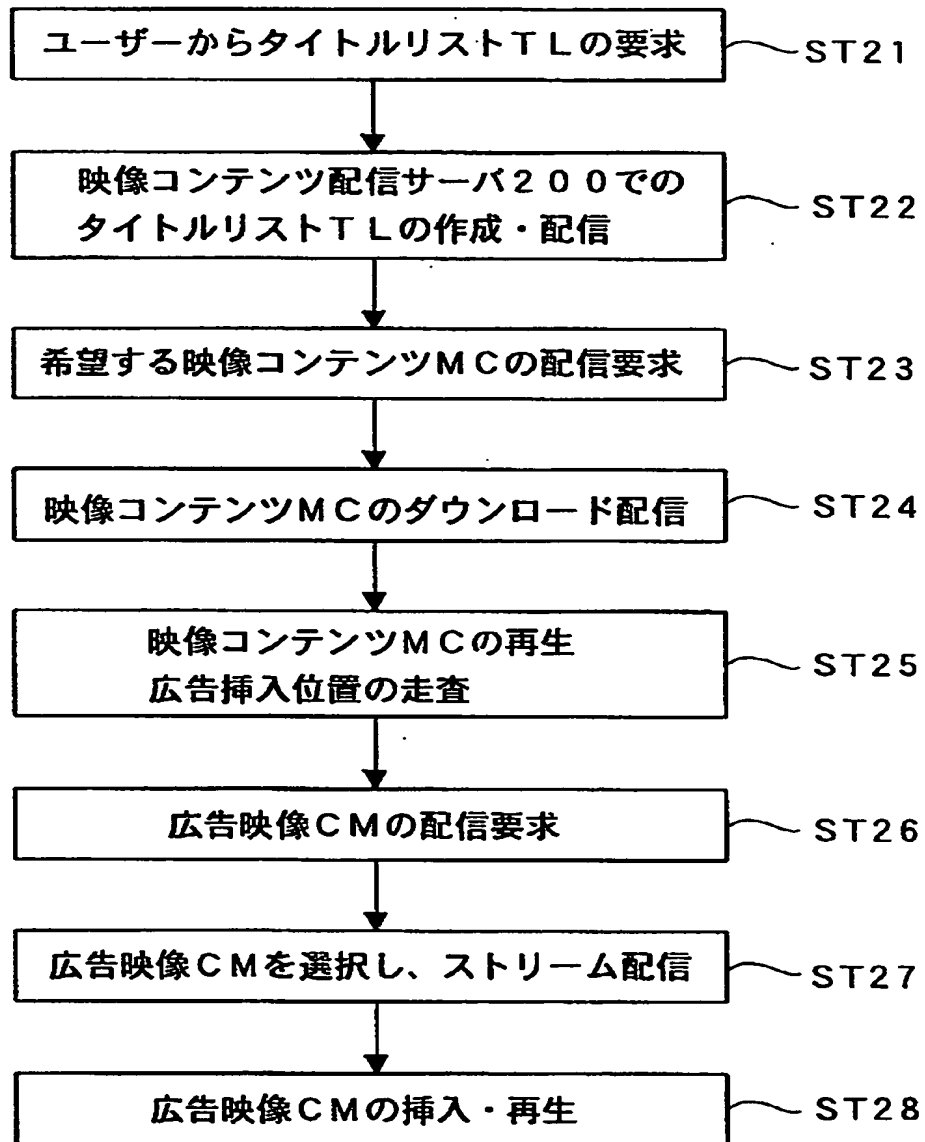 ユーザーからタイトルリストＴＬの要求
ST21
映像コンテンツ配信サーバ２００での
タイトルリストＴＬの作成・配信
ST22
希望する映像コンテンツＭＣの配信要求
ST23
映像コンテンツＭＣのダウンロード配信
ST24
映像コンテンツＭＣの再生
広告挿入位置の走査
ST25
広告映像ＣＭの配信要求
ST26
広告映像ＣＭを選択し、ストリーム配信
ST27
広告映像ＣＭの挿入・再生
ST28